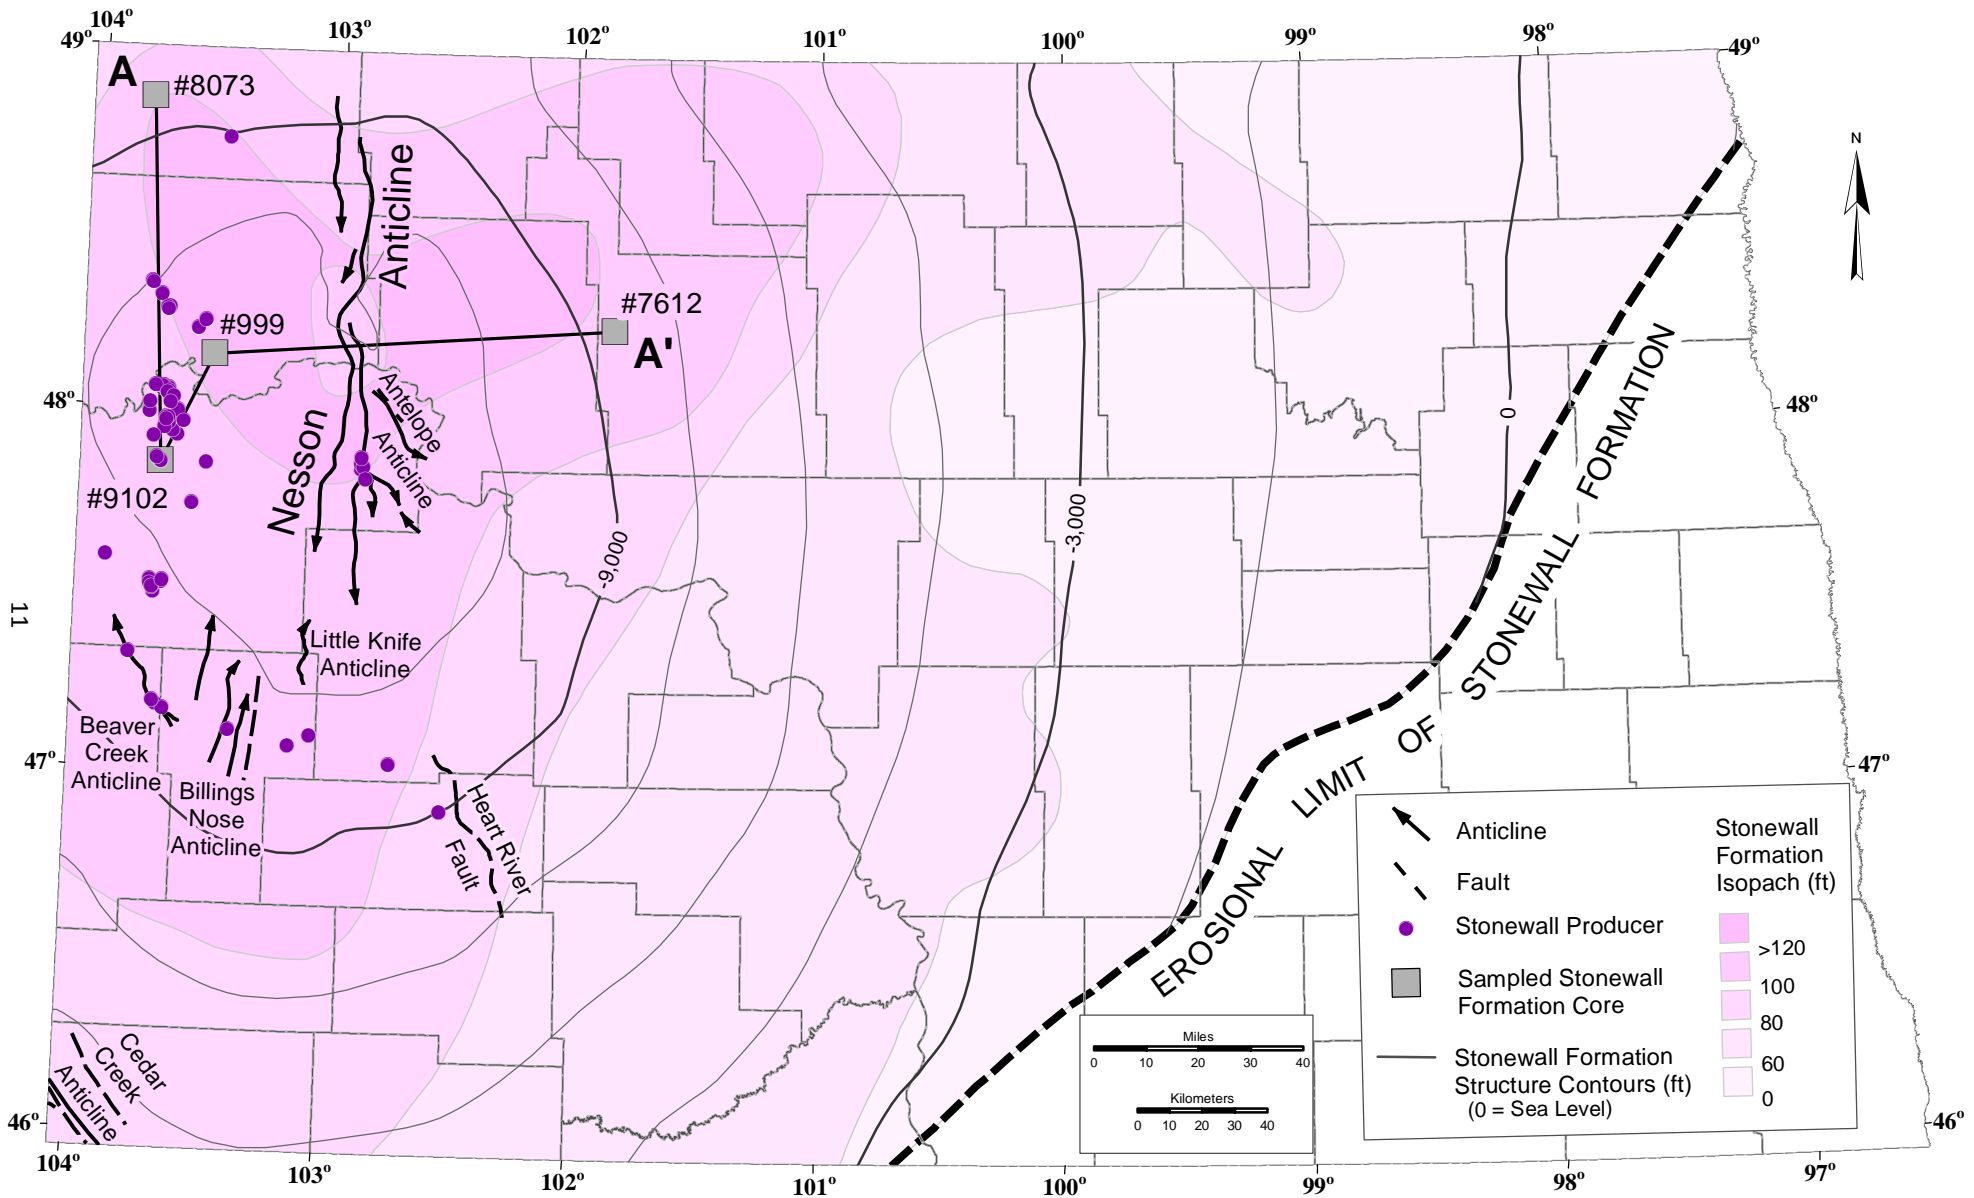 104° 103° 102° 101° 100° 99° 98°
49° 49°
A #8073
N
Anticline
#7612
#999
A'
48° 48°
Antelope
Anticline
0
Nesson
#9102
-9,000
-3,000
11
Little Knife
Anticline
Beaver
Creek
Anticline
Billings
Nose
Anticline
47° 47°
Heart River
Fault
EROSIONAL LIMIT OF STONEWALL FORMATION
Cedar
Creek
Anticline
46° 46°
Miles
0 10 20 30 40
Kilometers
0 10 20 30 40
Anticline
Fault
Stonewall Producer
Sampled Stonewall
Formation Core
Stonewall Formation
Structure Contours (ft)
(0 = Sea Level)
Stonewall
Formation
Isopach (ft)
>120
100
80
60
0
104° 103° 102° 101° 100° 99° 98° 97°